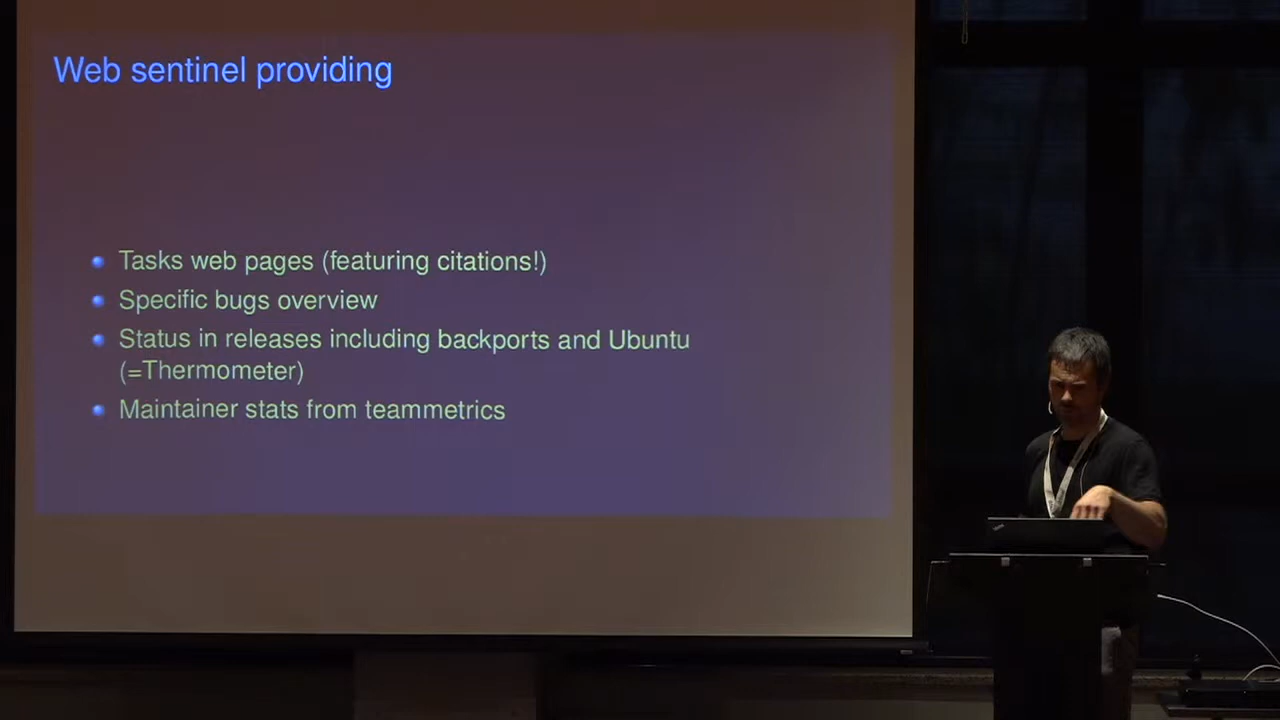 Web sentinel providing
Tasks web pages (featuring citations!)
Specific bugs overview
Status in releases including backports and Ubuntu
(=Thermometer)
Maintainer stats from teammetrics